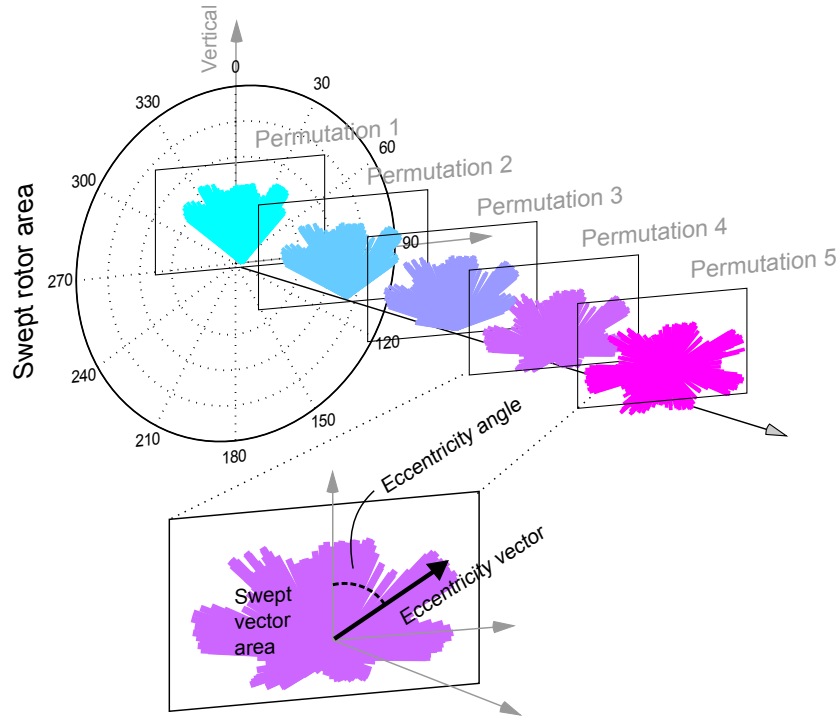 Vertical
0
30
330
Permutation 1
60
Permutation 2
300
Permutation 3
Swept rotor area
90
Permutation 4
270
Permutation 5
120
240
150
210
180
Eccentricity angle
Eccentricity vector
Swept
vector
area